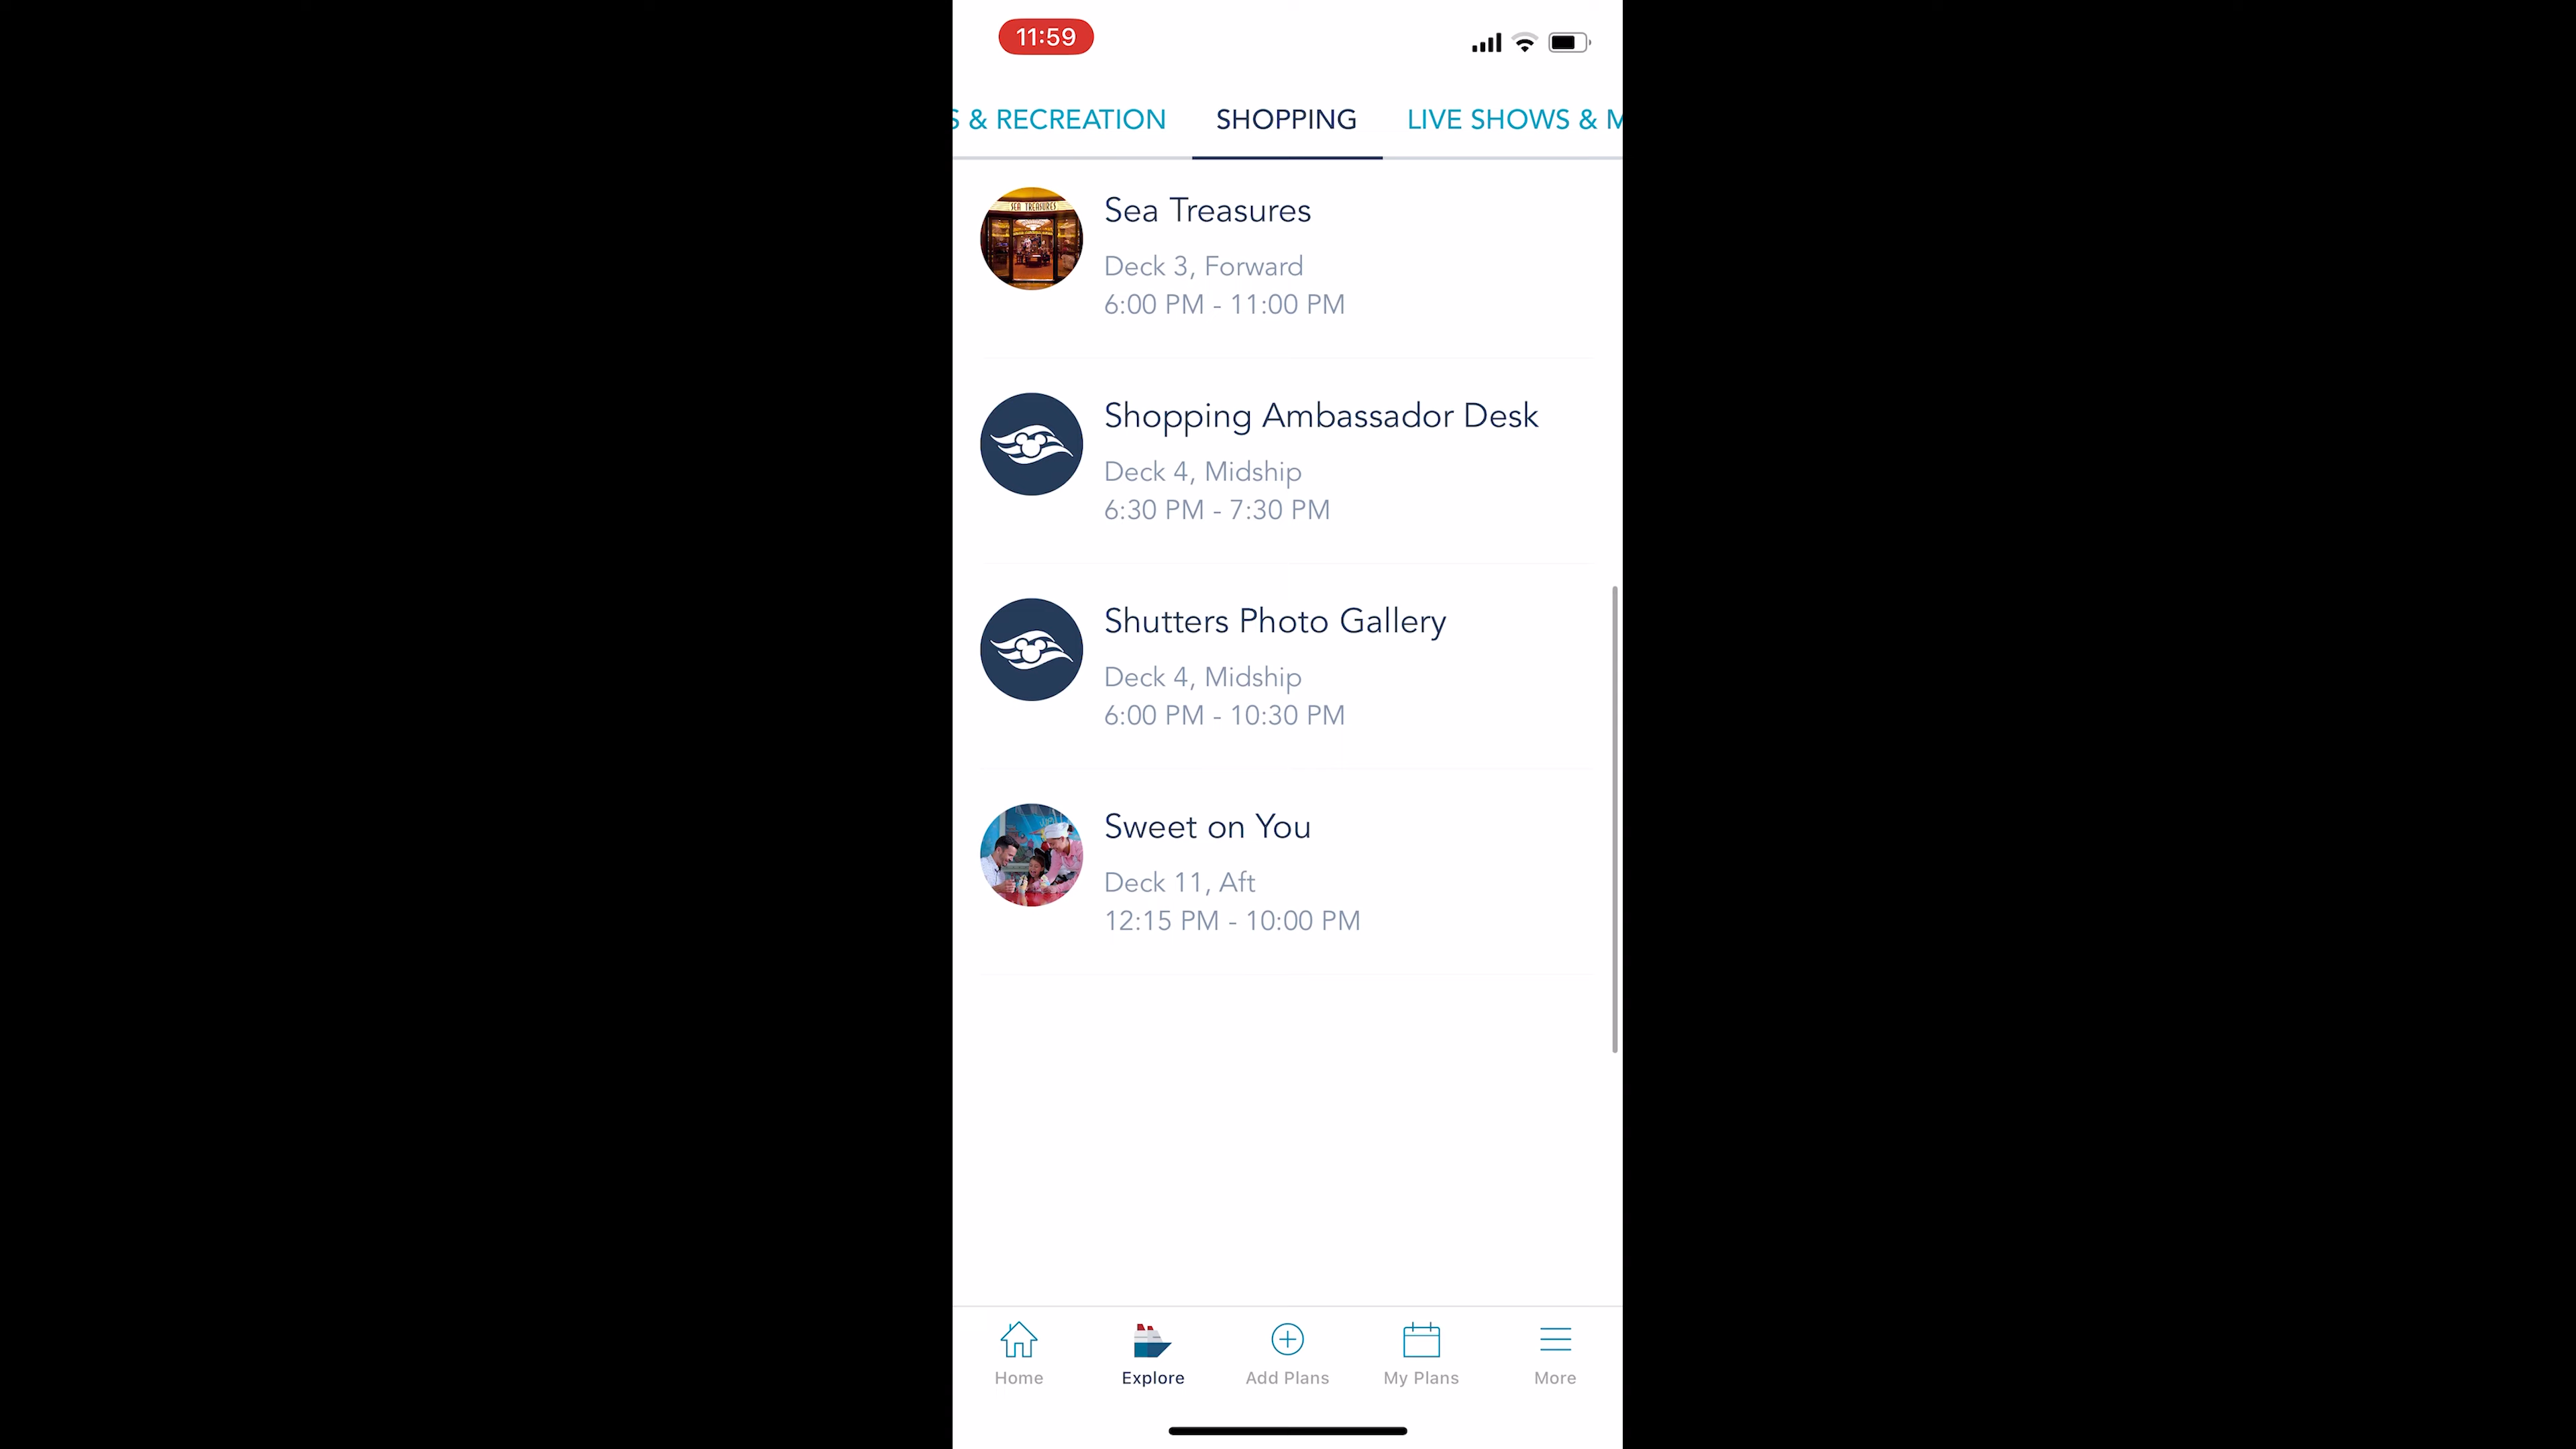 11:59
S & RECREATION SHOPPING LIVE SHOWS & M
SEA TREASURES
Sea Treasures
Deck 3, Forward
6:00 PM - 11:00 PM
Shopping Ambassador Desk
Deck 4, Midship
6:30 PM - 7:30 PM
Shutters Photo Gallery
Deck 4, Midship
6:00 PM - 10:30 PM
Sweet on You
Deck 11, Aft
12:15 PM - 10:00 PM
Home Explore Add Plans My Plans More